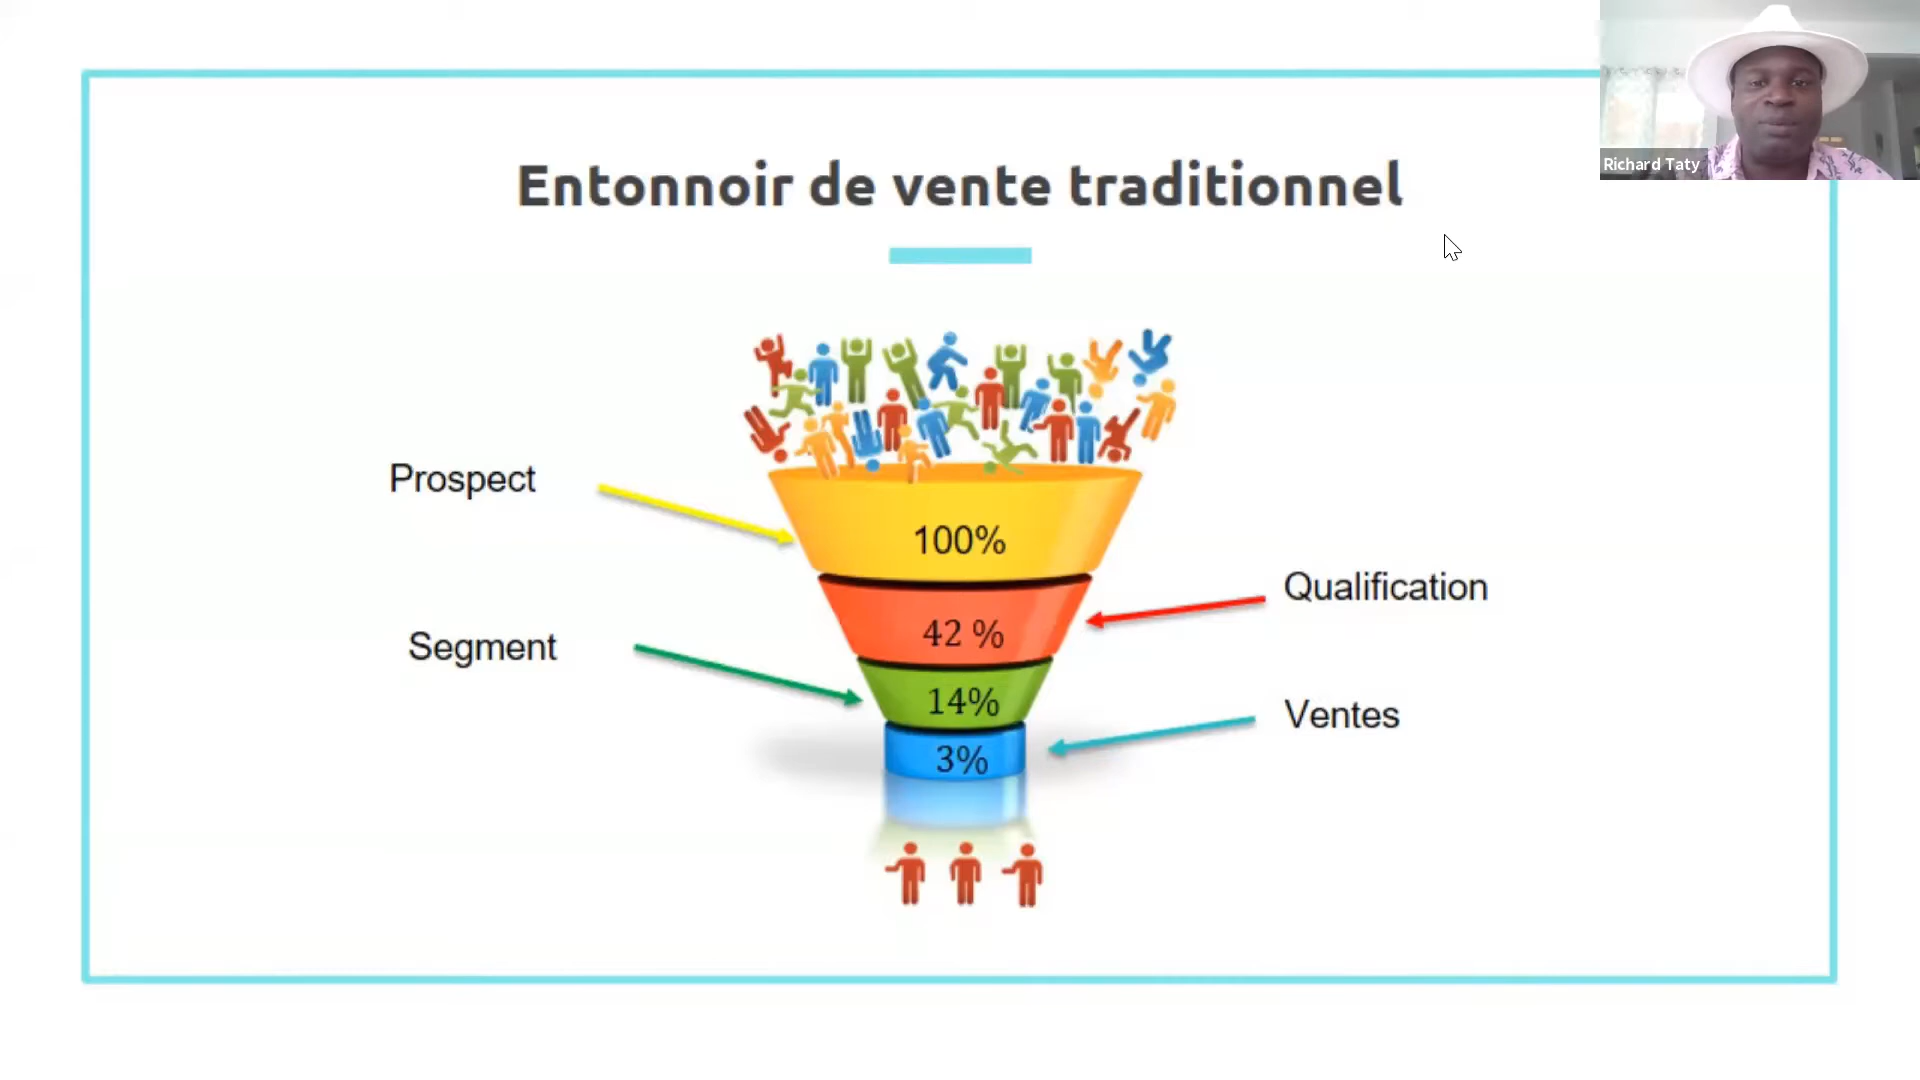 Richard Taty
Entonnoir de vente traditionnel
Prospect
100%
Qualification
42 %
Segment
14%
Ventes
3%